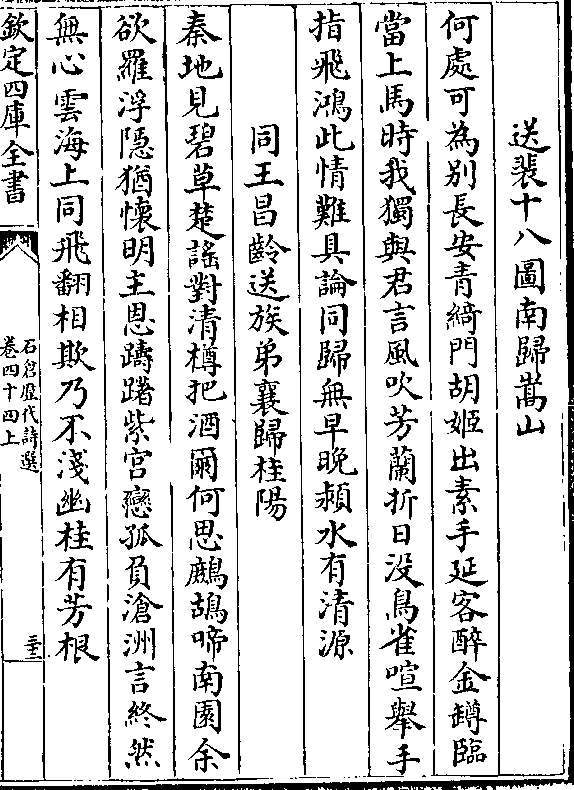 送裴十八圖南歸嵩山
何處可為别長安青綺門胡姬出素手延客醉金罇臨
當上馬時我獨與君言風吹芳蘭折日没鳥雀喧舉手
指飛鴻此情難具論同歸無早晚潁水有清源
同王昌齡送族弟襄歸桂陽
秦地見碧草楚謡對清樽把酒爾何思鷓鴣啼南園余
欲羅浮隠猶懷明主恩躊躇紫宮戀孤負滄洲言終然
無心雲海上同飛翻相欺乃不淺幽桂有芳根
欽定四庫全書
石倉歴代詩選
卷四十四上
三十三